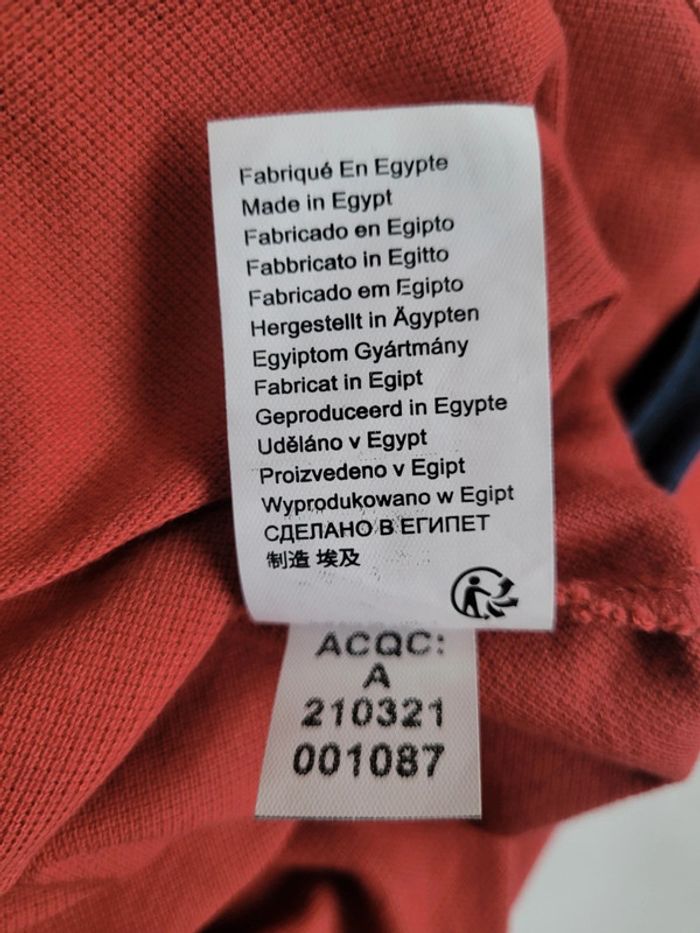 Fabriqué En Egypte
Made in Egypt
Fabricado en Egipto
Fabbricato in Egitto
Fabricado em Egipto
Hergestellt in Ägypten
Egyiptom Gyártmány
Fabricat in Egipt
Geproduceerd in Egypte
Uděláno v Egypt
Proizvedeno v Egipt
Wyprodukowano w Egipt
СДЕЛАНО В ЕГИПЕТ
制造 埃及
ACQC:
A
210321
001087